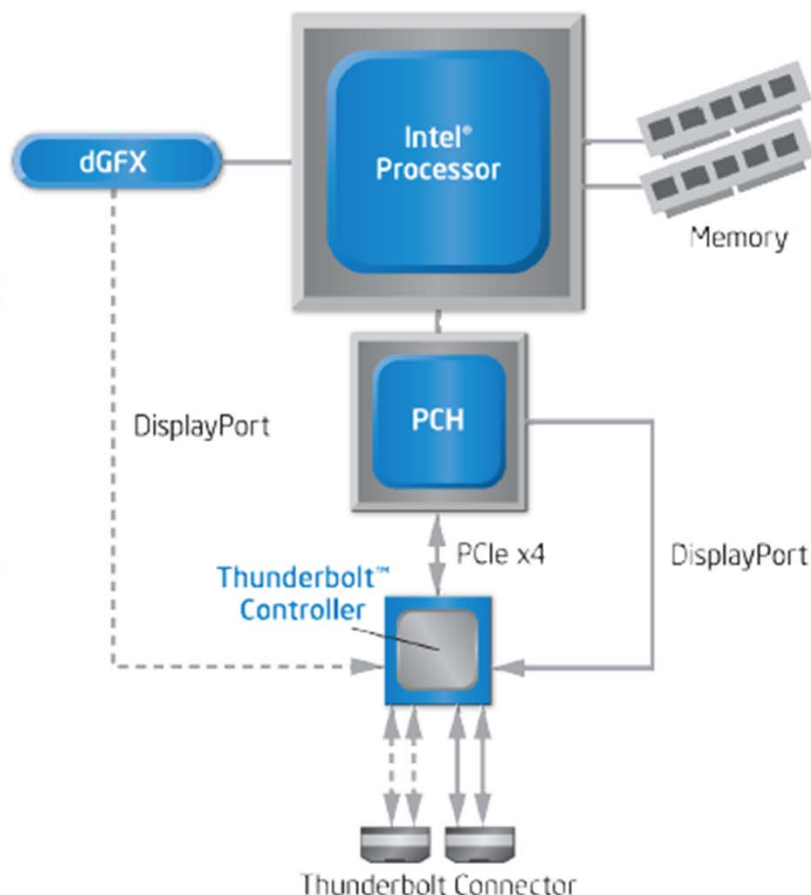 Intel®
Processor
dGFX
Memory
PCH
DisplayPort
PCIe x4
DisplayPort
Thunderbolt™
Controller
Thunderbolt Connector